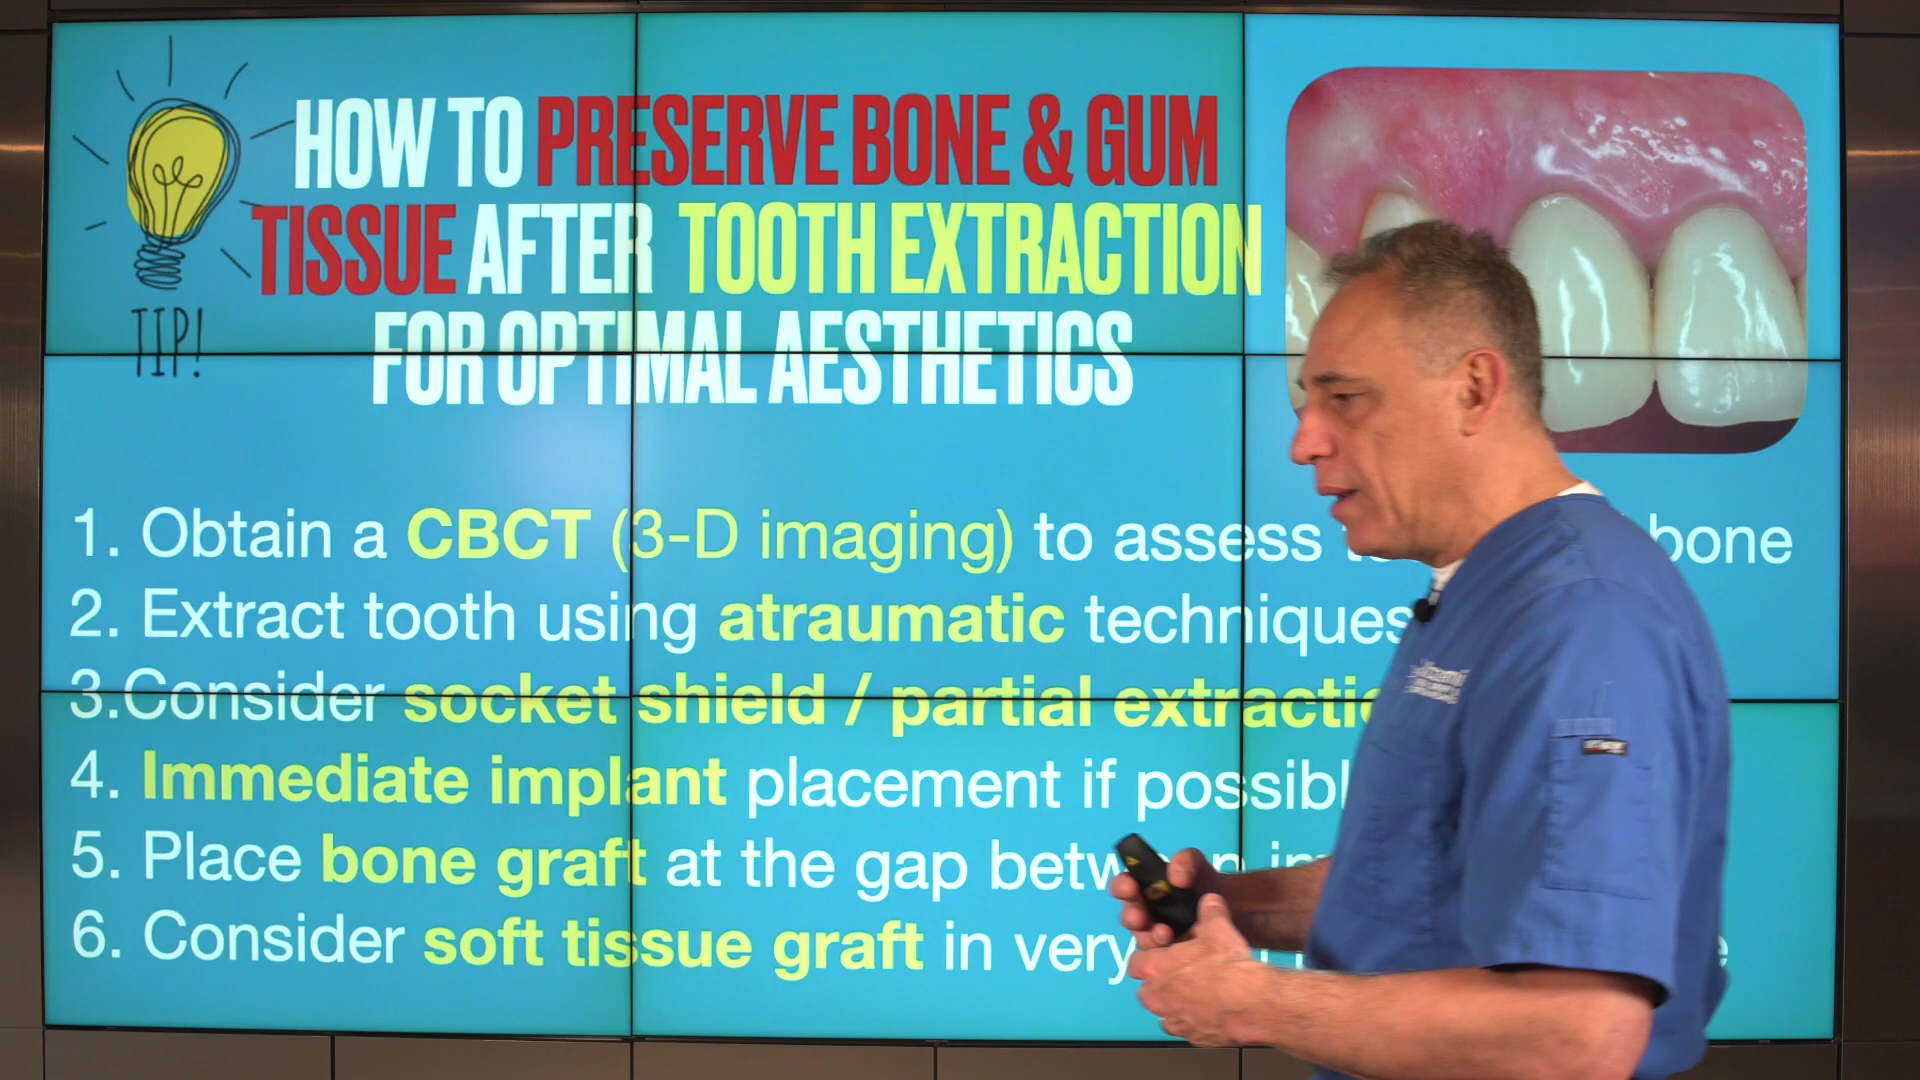 HOW TO PRESERVE BONE & GUM
TISSUE AFTER TOOTH EXTRACTION
FOR OPTIMAL AESTHETICS
TIP!
1. Obtain a CBCT (3-D imaging) to assess bone
2. Extract tooth using atraumatic techniques
3.Consider socket shield / partial
4. Immediate implant placement if
5. Place bone graft at the gap
6. Consider soft tissue graft in very